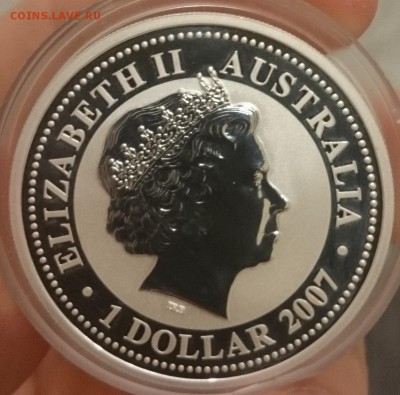 COINS.LAVE.RU
ELIZABETH II AUSTRALIA
• 1 DOLLAR 2007 •